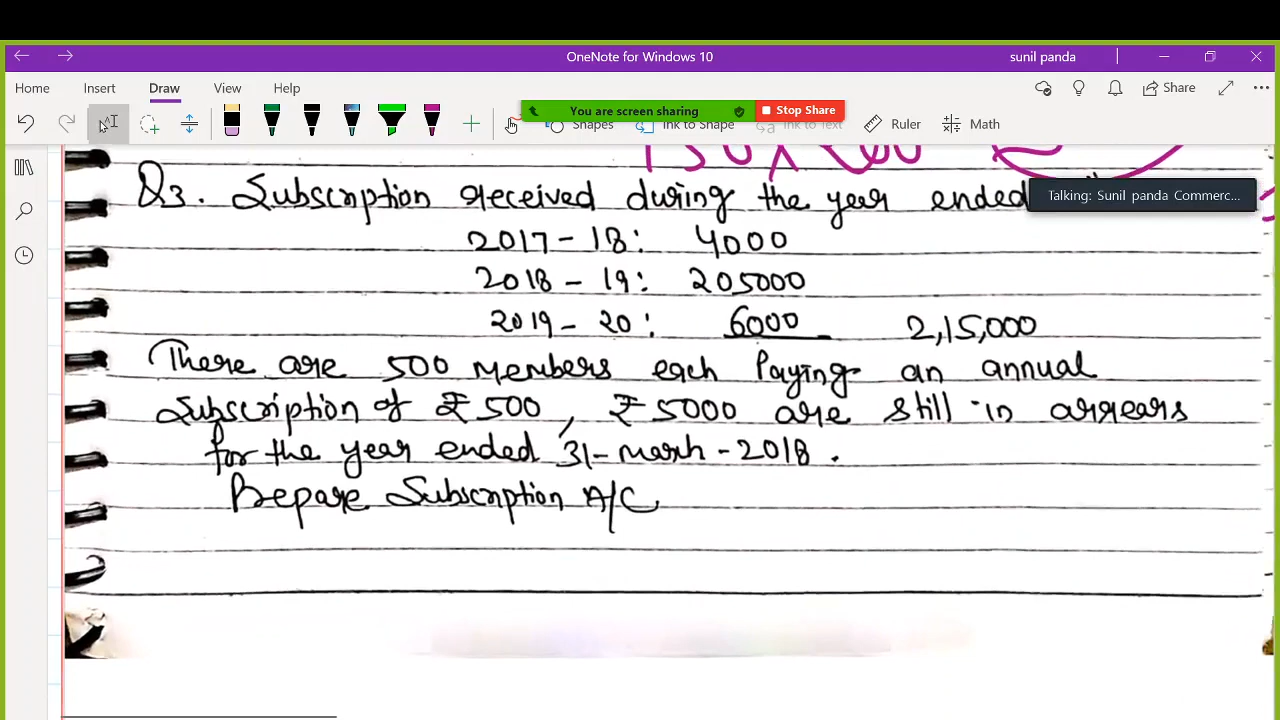 OneNote for Windows 10
sunil panda
Home Insert Draw View Help
You are screen sharing
Stop Share
Share
Shapes
Ink to Shape
Ink to Text
Ruler
Math
Talking: Sunil panda Commerc...
Q3. Subscription received during the year ended
2017-18: 4000
2018-19: 205000
2019-20: 6000 2,15,000
There are 500 members each Paying an annual
Subscription of ₹500, ₹5000 are still in arrears
for the year ended 31-march-2018.
Prepare Subscription A/C